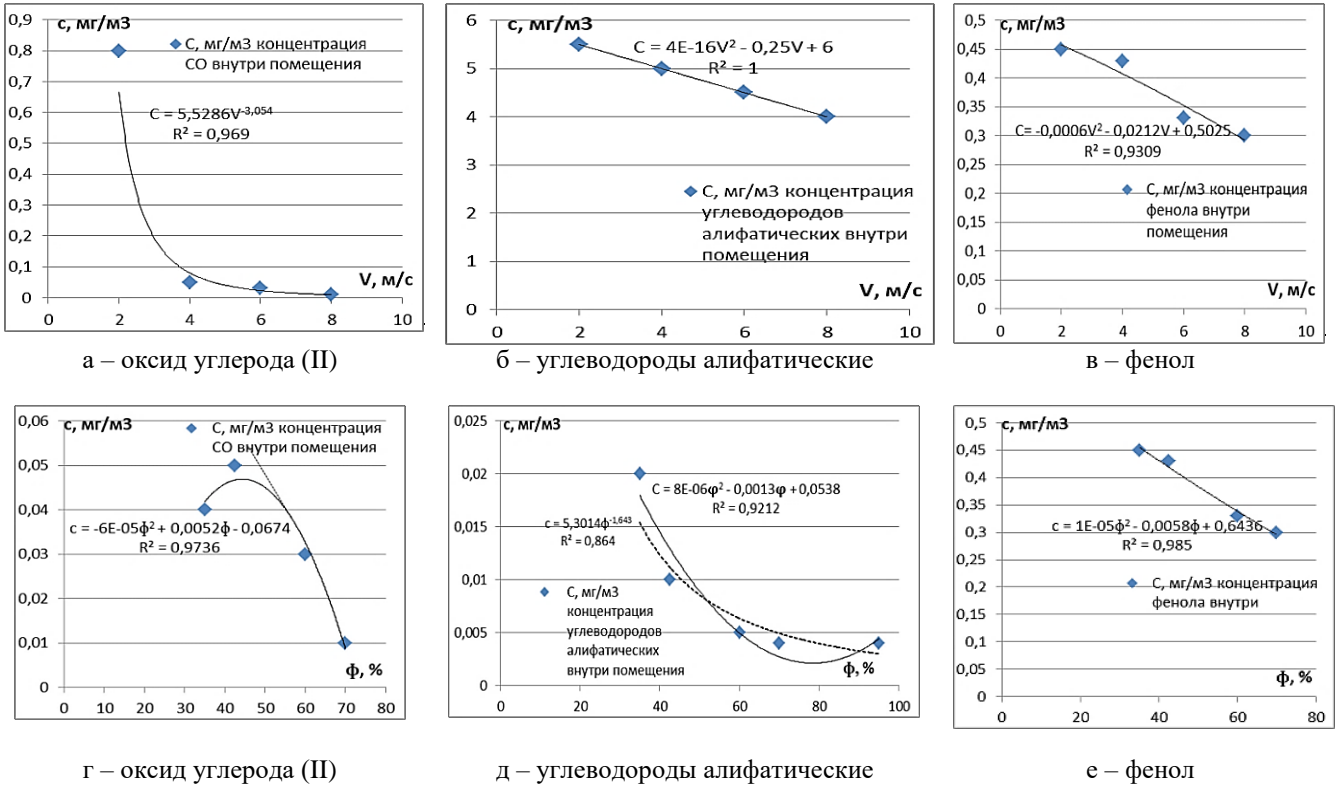 с, мг/м3
0,9
0,8
0,7
0,6
0,5
0,4
0,3
0,2
0,1
0
С, мг/м3 концентрация
СО внутри помещения
C = 5,5286V-3,054
R² = 0,969
V, м/с
0 2 4 6 8 10
а – оксид углерода (II)
с, мг/м3
6
5
4
3
2
1
0
C = 4E-16V² - 0,25V + 6
R² = 1
С, мг/м3 концентрация
углеводородов
алифатических внутри
помещения
V, м/с
0 2 4 6 8 10
б – углеводороды алифатические
с, мг/м3
0,5
0,45
0,4
0,35
0,3
0,25
0,2
0,15
0,1
0,05
0
C= -0,0006V² - 0,0212V + 0,5025
R² = 0,9309
С, мг/м3 концентрация
фенола внутри
помещения
V, м/с
0 2 4 6 8 10
в – фенол
с, мг/м3
0,06
0,05
0,04
0,03
0,02
0,01
0
С, мг/м3 концентрация
СО внутри помещения
c = -6E-05ф² + 0,0052ф - 0,0674
R² = 0,9736
ф, %
0 10 20 30 40 50 60 70 80
г – оксид углерода (II)
с, мг/м3
0,025
0,02
0,015
0,01
0,005
0
C = 8E-06φ² - 0,0013φ + 0,0538
R² = 0,9212
c = 5,3014ф-1,643
R² = 0,864
С, мг/м3
концентрация
углеводородов
алифатических
внутри помещения
ф, %
0 20 40 60 80 100
д – углеводороды алифатические
с, мг/м3
0,5
0,45
0,4
0,35
0,3
0,25
0,2
0,15
0,1
0,05
0
c = 1E-05ф² - 0,0058ф + 0,6436
R² = 0,985
С, мг/м3 концентрация
фенола внутри
ф, %
0 20 40 60 80
е – фенол